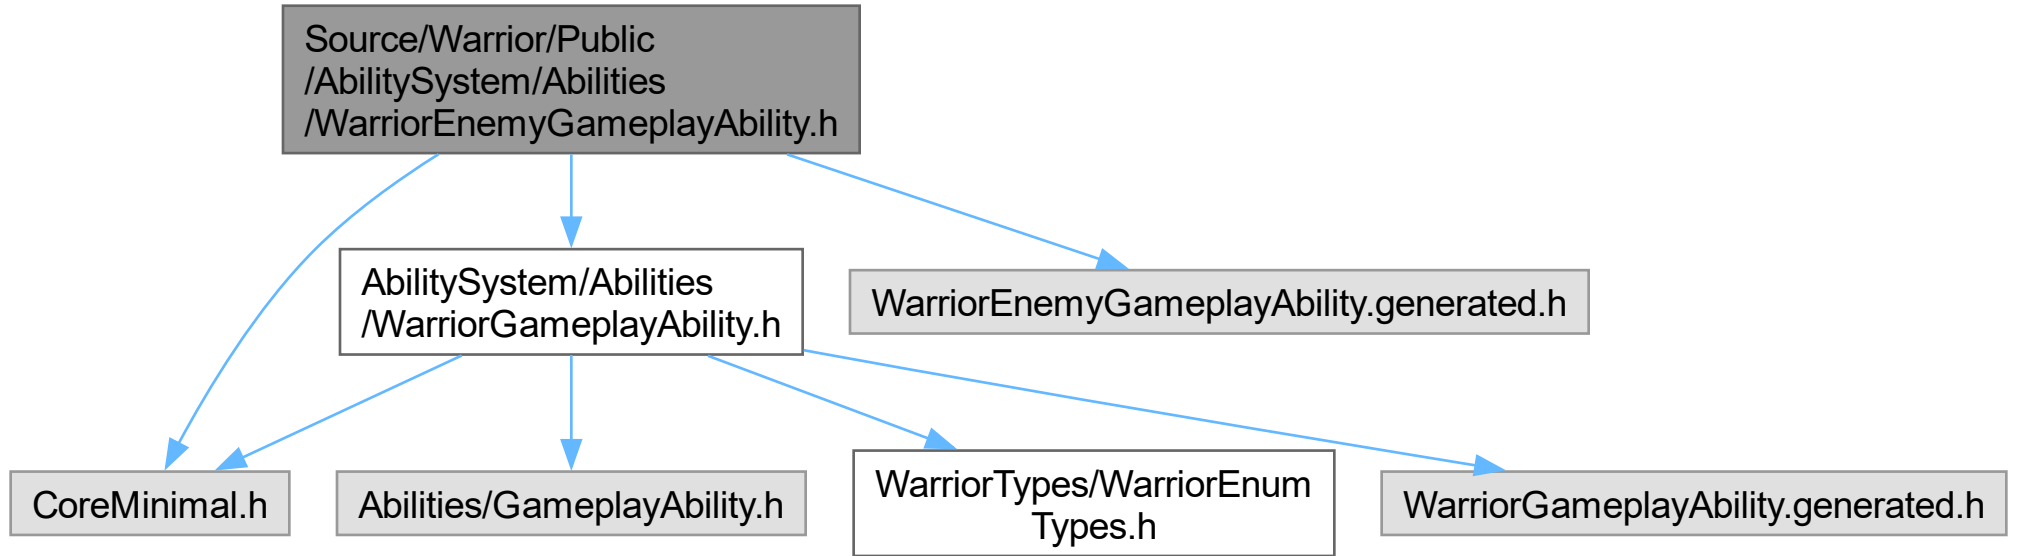 Source/Warrior/Public
/AbilitySystem/Abilities
/WarriorEnemyGameplayAbility.h
AbilitySystem/Abilities
/WarriorGameplayAbility.h
WarriorEnemyGameplayAbility.generated.h
CoreMinimal.h
Abilities/GameplayAbility.h
WarriorTypes/WarriorEnum
Types.h
WarriorGameplayAbility.generated.h